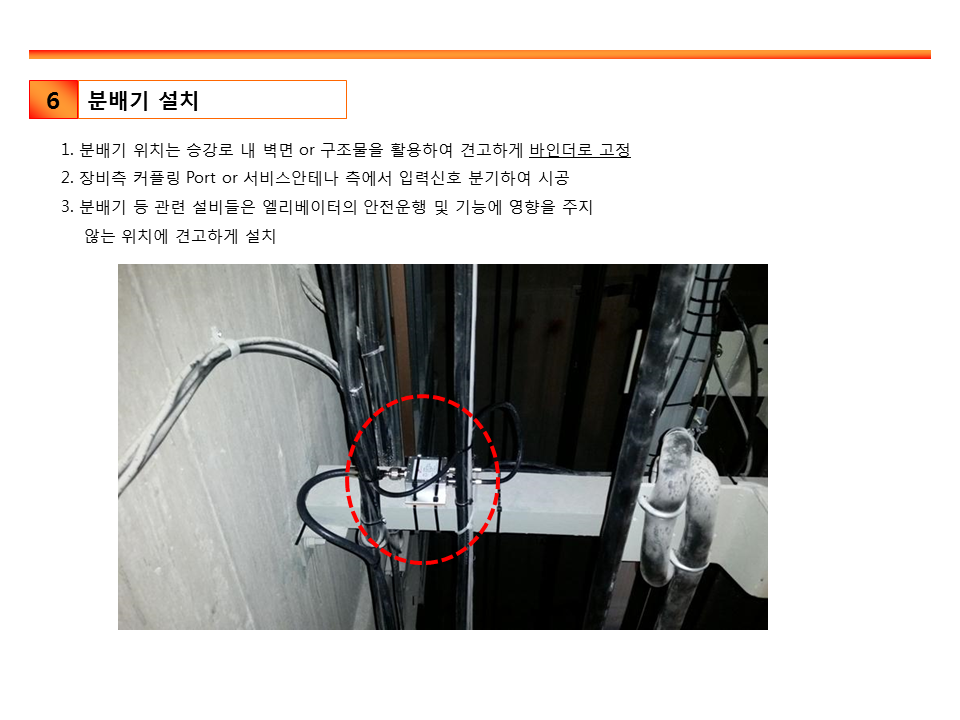 6
분배기 설치
1. 분배기 위치는 승강로 내 벽면 or 구조물을 활용하여 견고하게 바인더로 고정
2. 장비측 커플링 Port or 서비스안테나 측에서 입력신호 분기하여 시공
3. 분배기 등 관련 설비들은 엘리베이터의 안전운행 및 기능에 영향을 주지
않는 위치에 견고하게 설치